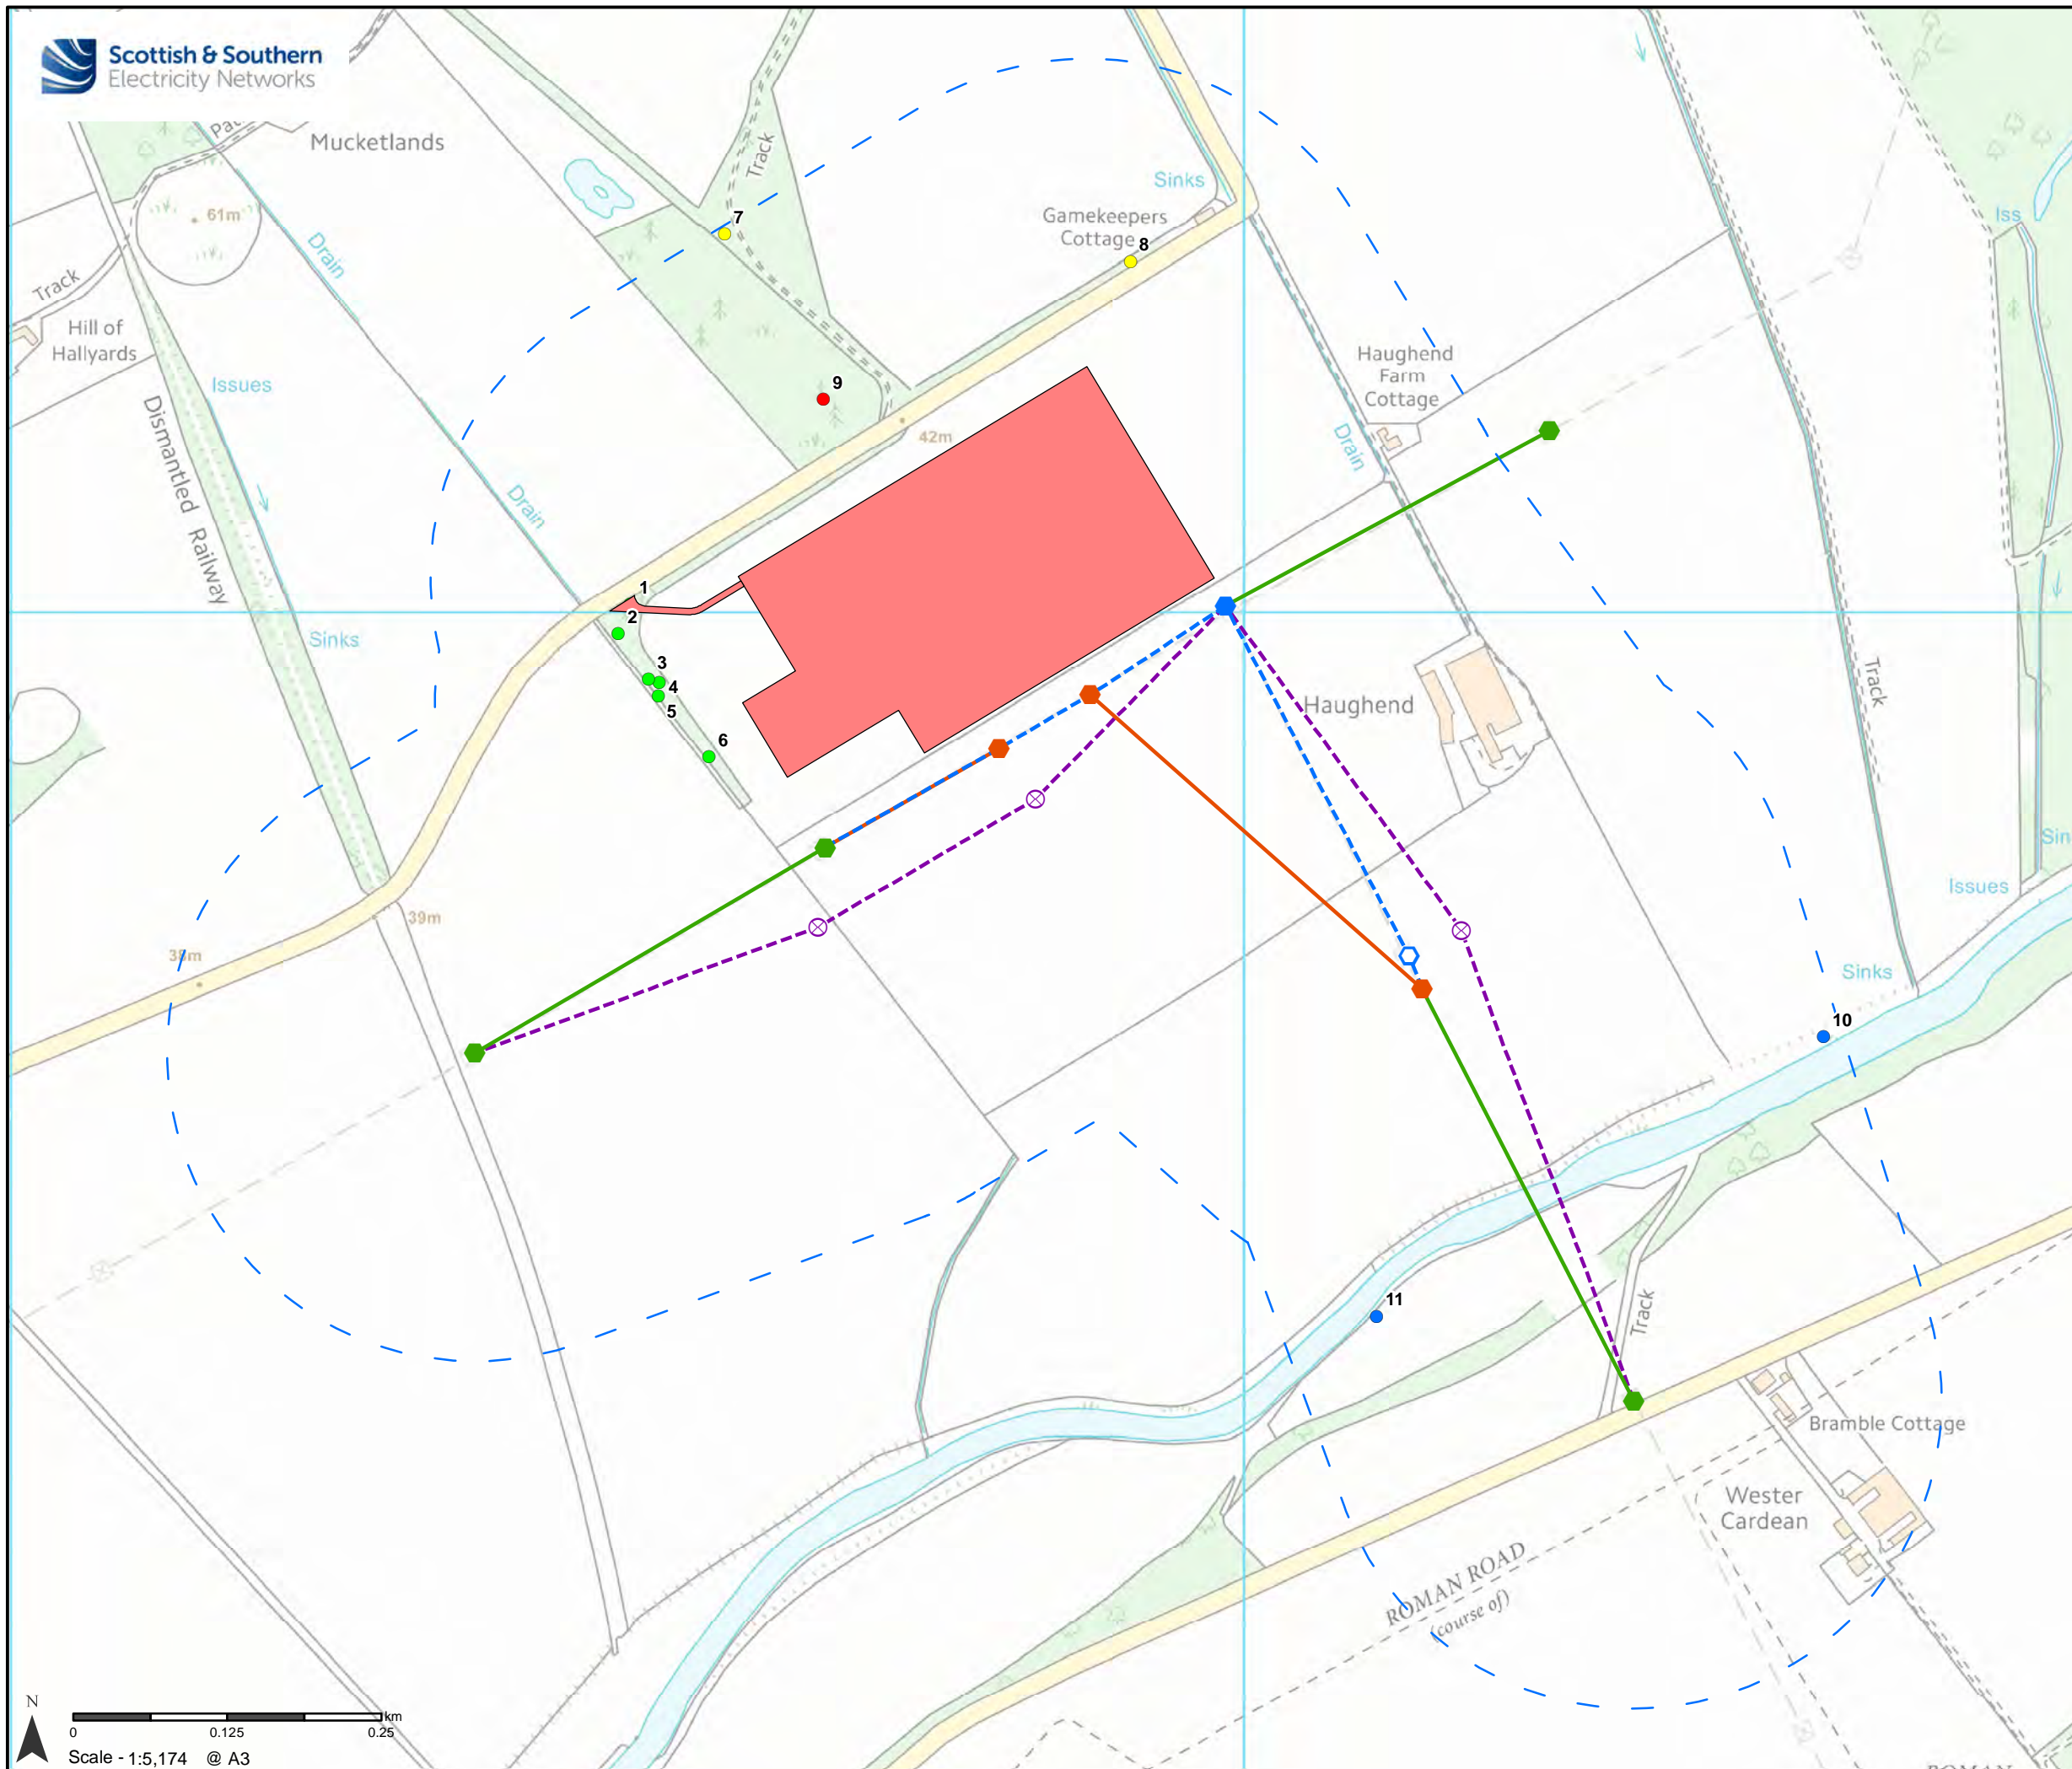 Scottish & Southern
Electricity Networks
Mucketlands
61m
Drain
Track
Hill of
Hallyards
Issues
Dismantled Railway
Drain
Sinks
Track
7
Sinks
Gamekeepers
Cottage
8
9
42m
Haughend
Farm
Cottage
Drain
Iss
1
2
3
4
5
6
Haughend
Track
Sin
Issues
Sinks
39m
38m
10
11
Track
Bramble Cottage
Wester
Cardean
ROMAN ROAD
(course of)
N
0
0.125
0.25
km
Scale - 1:5,174 @ A3